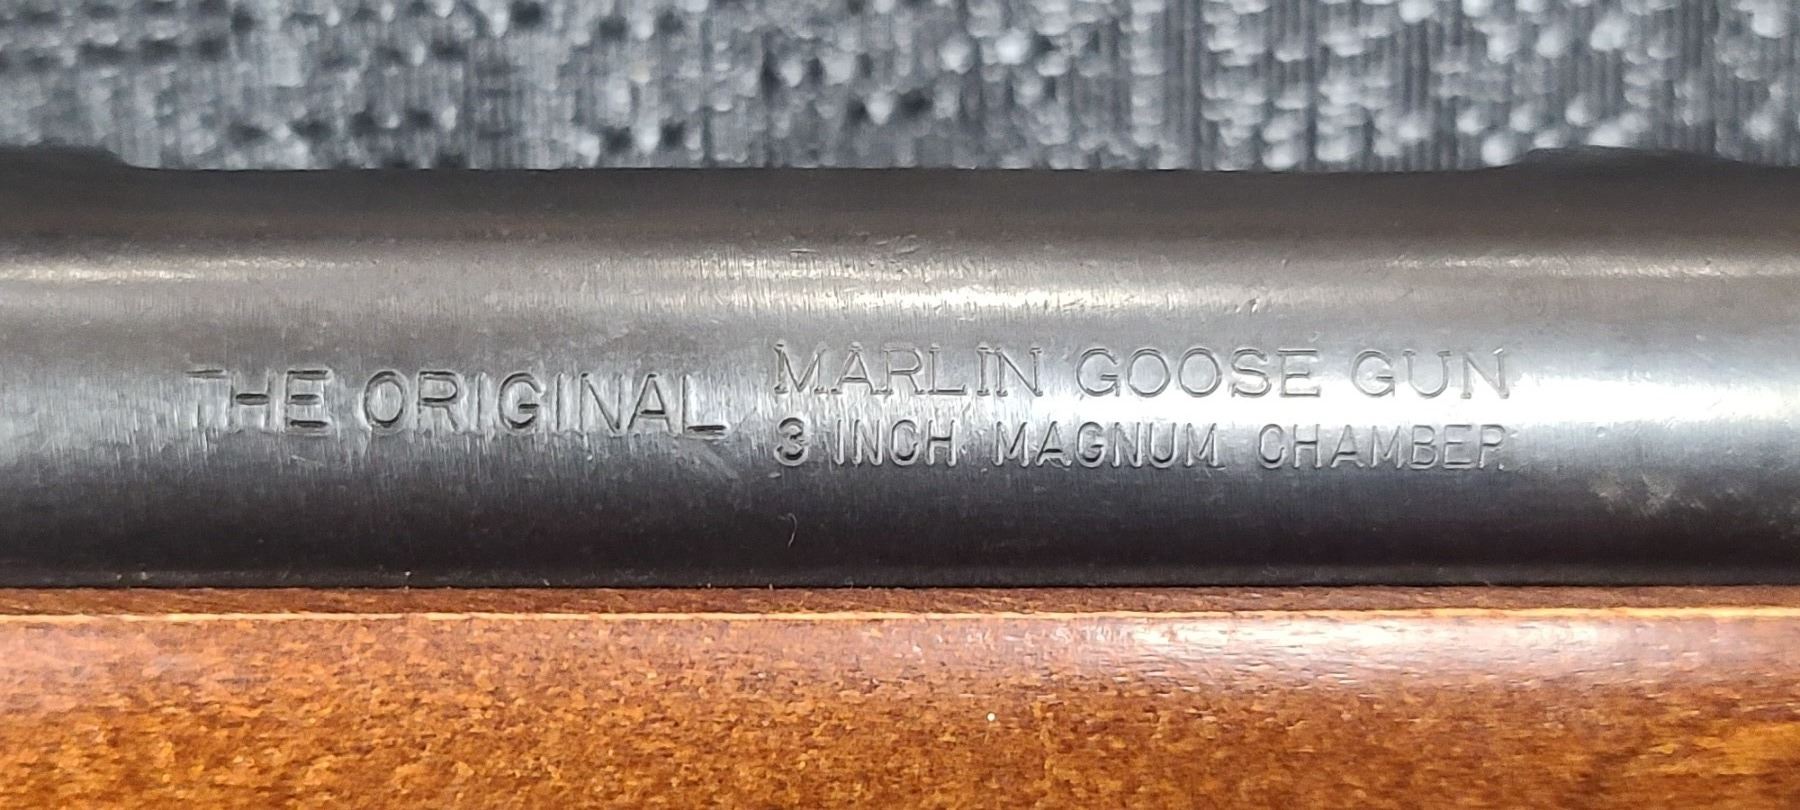 THE ORIGINAL
MARLIN GOOSE GUN
3 INCH MAGNUM CHAMBER